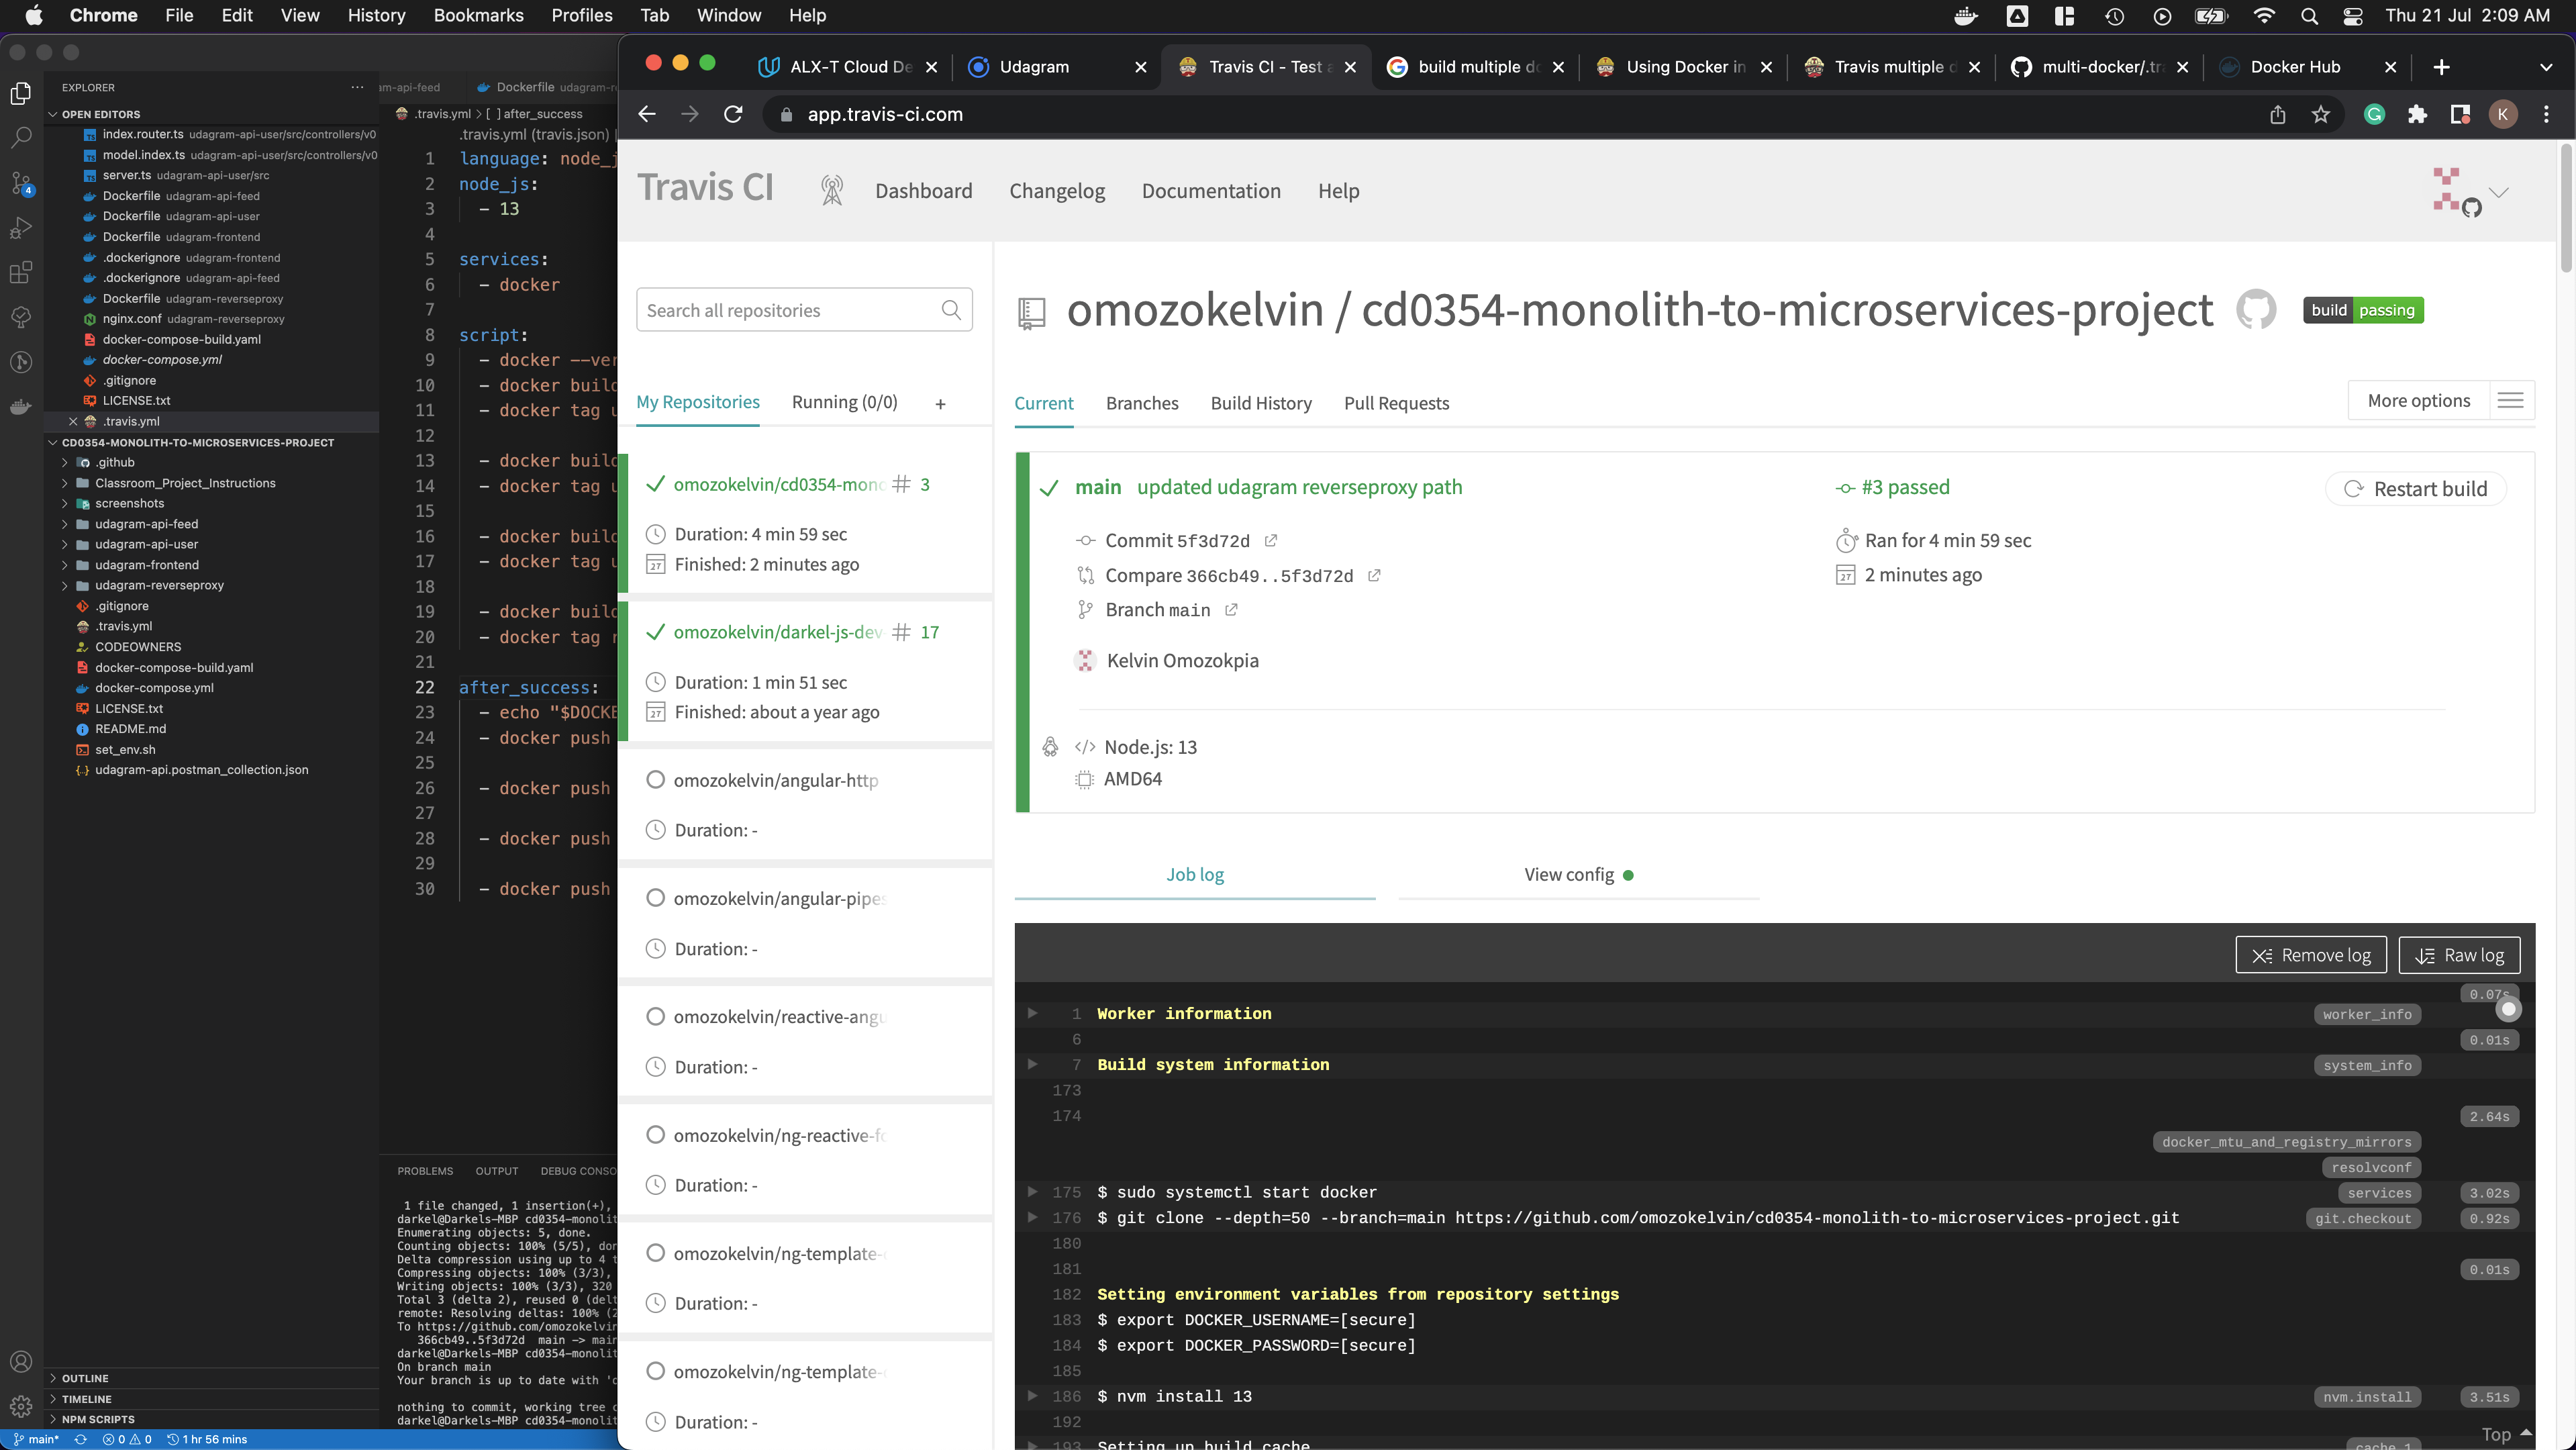 Chrome File Edit View History Bookmarks Profiles Tab Window Help
Thu 21 Jul 2:09 AM
EXPLORER
OPEN EDITORS
index.router.ts udagram-api-user/src/controllers/v0
model.index.ts udagram-api-user/src/controllers/v0
server.ts udagram-api-user/src
Dockerfile udagram-api-feed
Dockerfile udagram-api-user
Dockerfile udagram-frontend
.dockerignore udagram-frontend
.dockerignore udagram-api-feed
Dockerfile udagram-reverseproxy
nginx.conf udagram-reverseproxy
docker-compose-build.yaml
docker-compose.yml
.gitignore
LICENSE.txt
.travis.yml
CD0354-MONOLITH-TO-MICROSERVICES-PROJECT
.github
Classroom_Project_Instructions
screenshots
udagram-api-feed
udagram-api-user
udagram-frontend
udagram-reverseproxy
.gitignore
.travis.yml
CODEOWNERS
docker-compose-build.yaml
docker-compose.yml
LICENSE.txt
README.md
set_env.sh
udagram-api.postman_collection.json
OUTLINE
TIMELINE
NPM SCRIPTS
4
main* 0 0 1 hr 56 mins
am-api-feed Dockerfile udagram-r
.travis.yml > [ ] after_success
.travis.yml (travis.json) |
1 language: node_j
2 node_js:
3 - 13
4
5 services:
6 - docker
7
8 script:
9 - docker --ver
10 - docker build
11 - docker tag u
12
13 - docker build
14 - docker tag u
15
16 - docker build
17 - docker tag u
18
19 - docker build
20 - docker tag r
21
22 after_success:
23 - echo "$DOCKE
24 - docker push
25
26 - docker push
27
28 - docker push
29
30 - docker push
PROBLEMS OUTPUT DEBUG CONSO
1 file changed, 1 insertion(+),
darkel@Darkels-MBP cd0354-monolit
Enumerating objects: 5, done.
Counting objects: 100% (5/5), don
Delta compression using up to 4 t
Compressing objects: 100% (3/3),
Writing objects: 100% (3/3), 320
Total 3 (delta 2), reused 0 (delt
remote: Resolving deltas: 100% (2
To https://github.com/omozokelvin
366cb49..5f3d72d main -> main
darkel@Darkels-MBP cd0354-monolit
On branch main
Your branch is up to date with 'o
nothing to commit, working tree c
darkel@Darkels-MBP cd0354-monolit
ALX-T Cloud De
Udagram
Travis CI - Test a
build multiple do
Using Docker in
Travis multiple d
multi-docker/.tr
Docker Hub
app.travis-ci.com
K
Travis CI Dashboard Changelog Documentation Help
Search all repositories
My Repositories Running (0/0) +
omozokelvin/cd0354-mono # 3
Duration: 4 min 59 sec
27 Finished: 2 minutes ago
omozokelvin/darkel-js-dev # 17
Duration: 1 min 51 sec
27 Finished: about a year ago
omozokelvin/angular-http
Duration: -
omozokelvin/angular-pipes
Duration: -
omozokelvin/reactive-angu
Duration: -
omozokelvin/ng-reactive-fo
Duration: -
omozokelvin/ng-template-
Duration: -
omozokelvin/ng-template-
Duration: -
omozokelvin / cd0354-monolith-to-microservices-project
build passing
Current Branches Build History Pull Requests
More options
main updated udagram reverseproxy path
Commit 5f3d72d
Compare 366cb49..5f3d72d
Branch main
Kelvin Omozokpia
#3 passed
Ran for 4 min 59 sec
27 2 minutes ago
Restart build
Node.js: 13
AMD64
Job log View config
Remove log Raw log
0.07s
1 Worker information worker_info
6 0.01s
7 Build system information system_info
173
174 2.64s
docker_mtu_and_registry_mirrors
resolvconf
175 $ sudo systemctl start docker services 3.02s
176 $ git clone --depth=50 --branch=main https://github.com/omozokelvin/cd0354-monolith-to-microservices-project.git git.checkout 0.92s
180
181 0.01s
182 Setting environment variables from repository settings
183 $ export DOCKER_USERNAME=[secure]
184 $ export DOCKER_PASSWORD=[secure]
185
186 $ nvm install 13 nvm.install 3.51s
192
193 Setting up build cache cache.1
Top